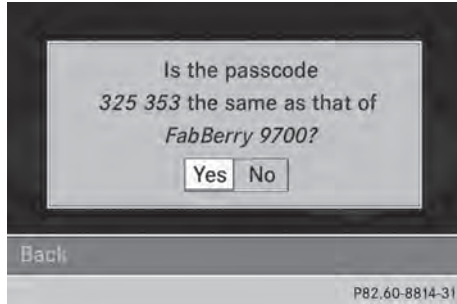 Is the passcode
325 353 the same as that of
FabBerry 9700?
Yes No
Back
P82.60-8814-31